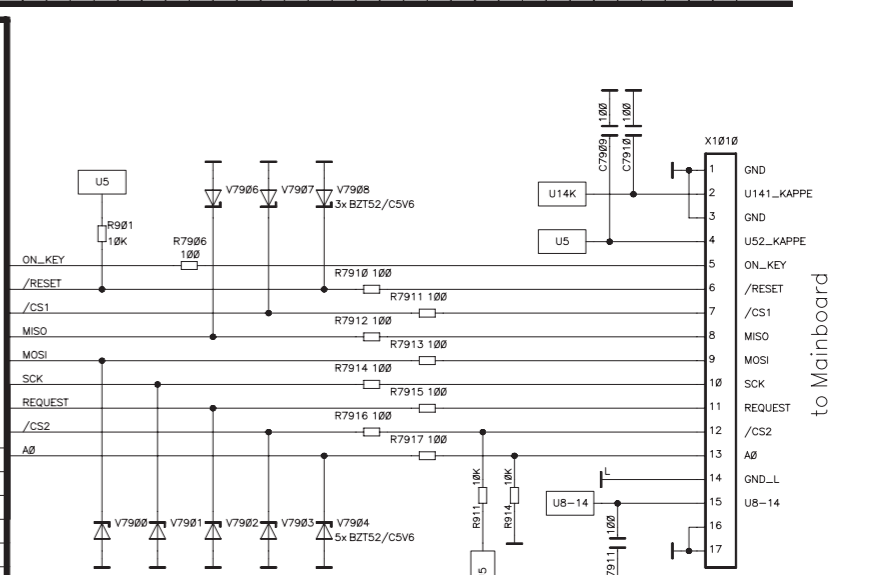 100
100
C7909
C7910
X1010
U5
V7906
V7907
V7908
3x BZT52/C5V6
U14K
U5
R901
10K
R7906
100
1 GND
2 U141_KAPPE
3 GND
4 U52_KAPPE
ON_KEY
5 ON_KEY
/RESET
R7910 100
6 /RESET
/CS1
R7911 100
7 /CS1
MISO
R7912 100
8 MISO
MOSI
R7913 100
9 MOSI
SCK
R7914 100
10 SCK
REQUEST
R7915 100
11 REQUEST
/CS2
R7916 100
12 /CS2
A0
R7917 100
13 A0
to Mainboard
L
14 GND_L
R911 10K
R914 10K
U8-14
15 U8-14
100
16
17
V7900
V7901
V7902
V7903
V7904
5x BZT52/C5V6